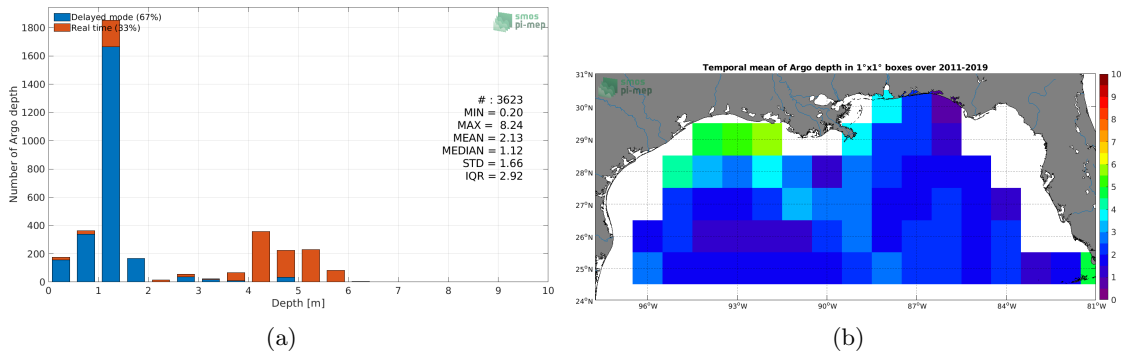 Delayed mode (67%)
Real time (33%)
smos
pi-mep
# : 3623
MIN = 0.20
MAX = 8.24
MEAN = 2.13
MEDIAN = 1.12
STD = 1.66
IQR = 2.92
Number of Argo depth
1800
1600
1400
1200
1000
800
600
400
200
0
0 1 2 3 4 5 6 7 8 9 10
Depth [m]
(a)
Temporal mean of Argo depth in 1°x1° boxes over 2011-2019
smos
pi-mep
31°N
30°N
29°N
28°N
27°N
26°N
25°N
24°N
96°W 93°W 90°W 87°W 84°W 81°W
10
9
8
7
6
5
4
3
2
1
0
(b)